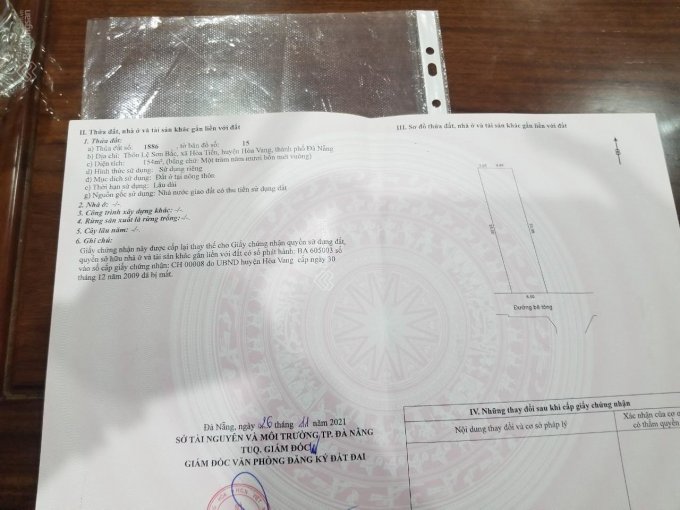 II. Thửa đất, nhà ở và tài sản khác gắn liền với đất
1. Thửa đất:
a) Thửa đất số: 1886 , tờ bản đồ số: 15
b) Địa chỉ: Thôn Lệ Sơn Bắc, xã Hòa Tiến, huyện Hòa Vang, thành phố Đà Nẵng
c) Diện tích: 154m², (bằng chữ: Một trăm năm mươi bốn mét vuông)
d) Hình thức sử dụng: Sử dụng riêng
đ) Mục đích sử dụng: Đất ở tại nông thôn
e) Thời hạn sử dụng: Lâu dài
g) Nguồn gốc sử dụng: Nhà nước giao đất có thu tiền sử dụng đất
2. Nhà ở: -/-
3. Công trình xây dựng khác: -/-
4. Rừng sản xuất là rừng trồng: -/-
5. Cây lâu năm: -/-
6. Ghi chú:
Giấy chứng nhận này được cấp lại thay thế cho Giấy chứng nhận quyền sử dụng đất,
quyền sở hữu nhà ở và tài sản khác gắn liền với đất có số phát hành: BA 605003 số
vào sổ cấp giấy chứng nhận: CH 00008 do UBND huyện Hòa Vang cấp ngày 30
tháng 12 năm 2009 đã bị mất.
Đà Nẵng, ngày 26 tháng 11 năm 2021
SỞ TÀI NGUYÊN VÀ MÔI TRƯỜNG TP. ĐÀ NẴNG
TUQ. GIÁM ĐỐC
GIÁM ĐỐC VĂN PHÒNG ĐĂNG KÝ ĐẤT ĐAI
III. Sơ đồ thửa đất, nhà ở và tài sản khác gắn liền với đất
Đường bê tông
IV. Những thay đổi sau khi cấp giấy chứng nhận
Nội dung thay đổi và cơ sở pháp lý
Xác nhận của cơ
có thẩm quyền